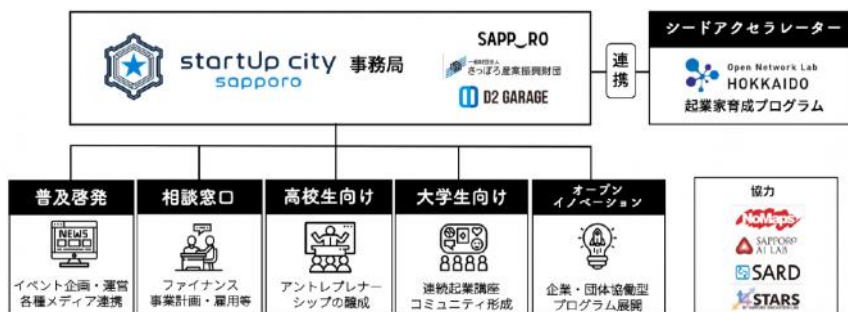 startup city
sapporo
事務局
SAPP_RO
一般財団法人
さっぽろ産業振興財団
D2 GARAGE
連携
シードアクセラレーター
Open Network Lab
HOKKAIDO
起業家育成プログラム
普及啓発
NEWS
イベント企画・運営
各種メディア連携
相談窓口
ファイナンス
事業計画・雇用等
高校生向け
アントレプレナー
シップの醸成
大学生向け
連続起業講座
コミュニティ形成
オープン
イノベーション
企業・団体協働型
プログラム展開
協力
NoMaps
SAPPORO
AI LAB
SARD
STARS